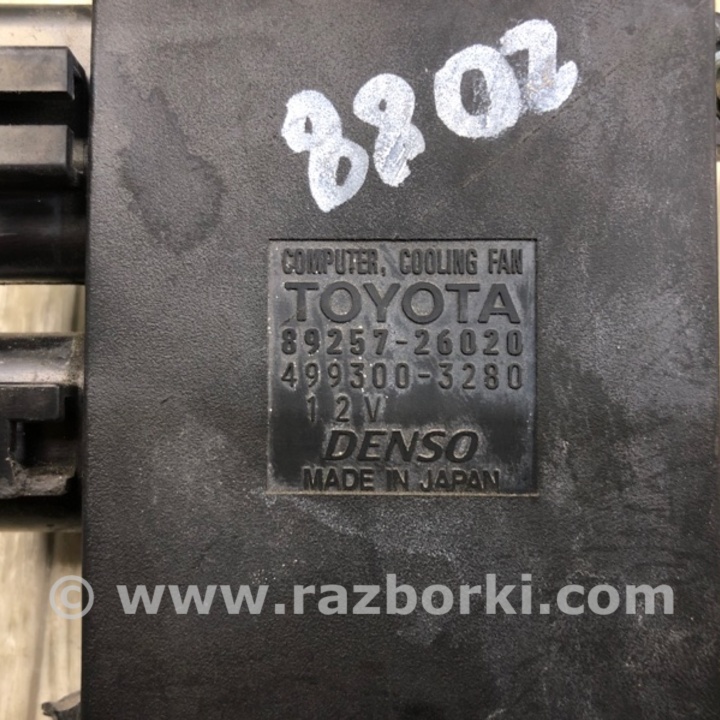 8802
COMPUTER, COOLING FAN
TOYOTA
89257-26020
499300-3280
12V
DENSO
MADE IN JAPAN
© www.razborki.com